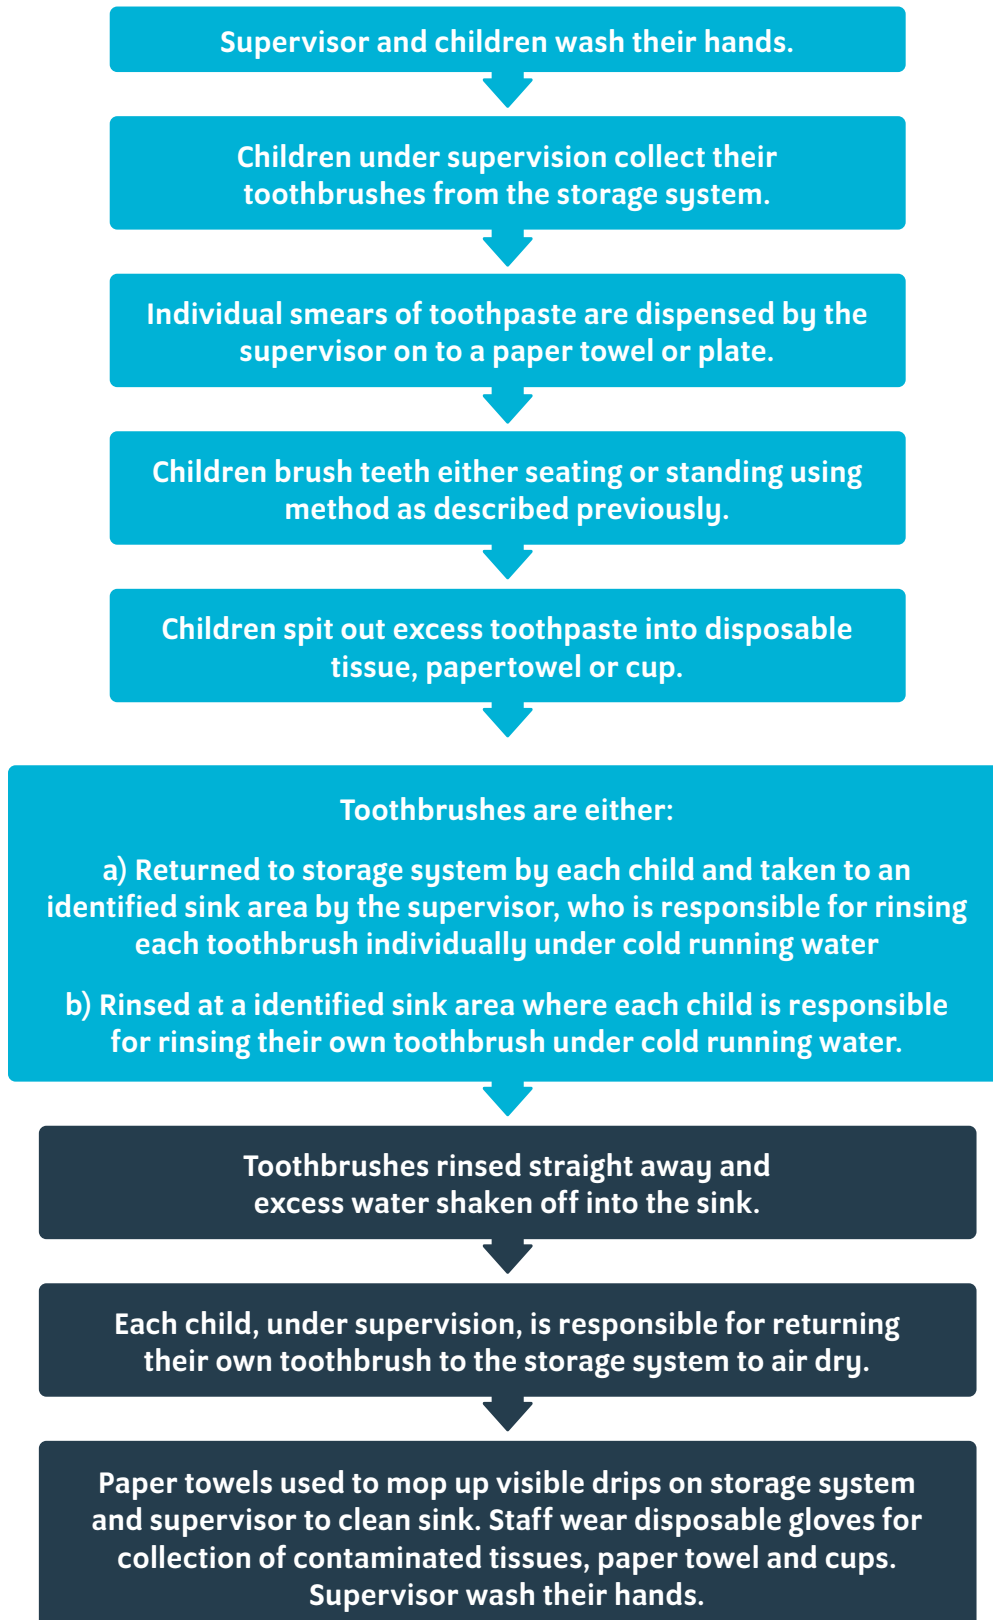 Supervisor and children wash their hands.
Children under supervision collect their
toothbrushes from the storage system.
Individual smears of toothpaste are dispensed by the
supervisor on to a paper towel or plate.
Children brush teeth either seating or standing using
method as described previously.
Children spit out excess toothpaste into disposable
tissue, papertowel or cup.
Toothbrushes are either:
a) Returned to storage system by each child and taken to an
identified sink area by the supervisor, who is responsible for rinsing
each toothbrush individually under cold running water
b) Rinsed at a identified sink area where each child is responsible
for rinsing their own toothbrush under cold running water.
Toothbrushes rinsed straight away and
excess water shaken off into the sink.
Each child, under supervision, is responsible for returning
their own toothbrush to the storage system to air dry.
Paper towels used to mop up visible drips on storage system
and supervisor to clean sink. Staff wear disposable gloves for
collection of contaminated tissues, paper towel and cups.
Supervisor wash their hands.